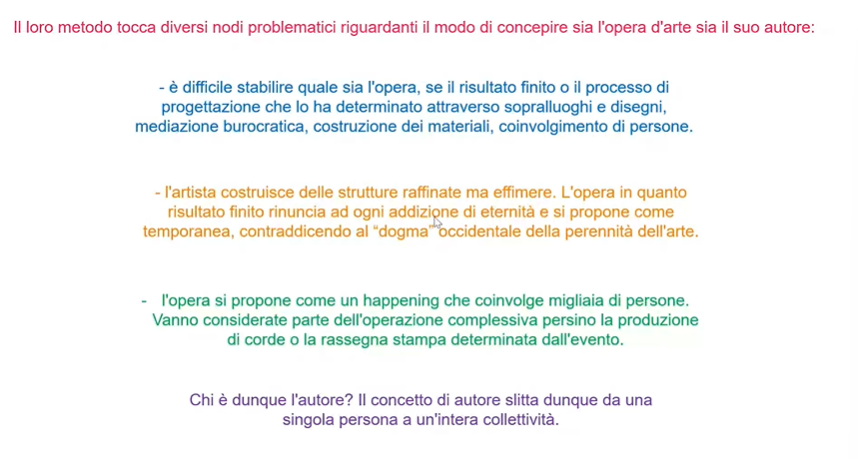 Il loro metodo tocca diversi nodi problematici riguardanti il modo di concepire sia l'opera d'arte sia il suo autore:
- è difficile stabilire quale sia l'opera, se il risultato finito o il processo di
progettazione che lo ha determinato attraverso sopralluoghi e disegni,
mediazione burocratica, costruzione dei materiali, coinvolgimento di persone.
- l'artista costruisce delle strutture raffinate ma effimere. L'opera in quanto
risultato finito rinuncia ad ogni addizione di eternità e si propone come
temporanea, contraddicendo al “dogma” occidentale della perennità dell'arte.
- l'opera si propone come un happening che coinvolge migliaia di persone.
Vanno considerate parte dell'operazione complessiva persino la produzione
di corde o la rassegna stampa determinata dall'evento.
Chi è dunque l'autore? Il concetto di autore slitta dunque da una
singola persona a un'intera collettività.